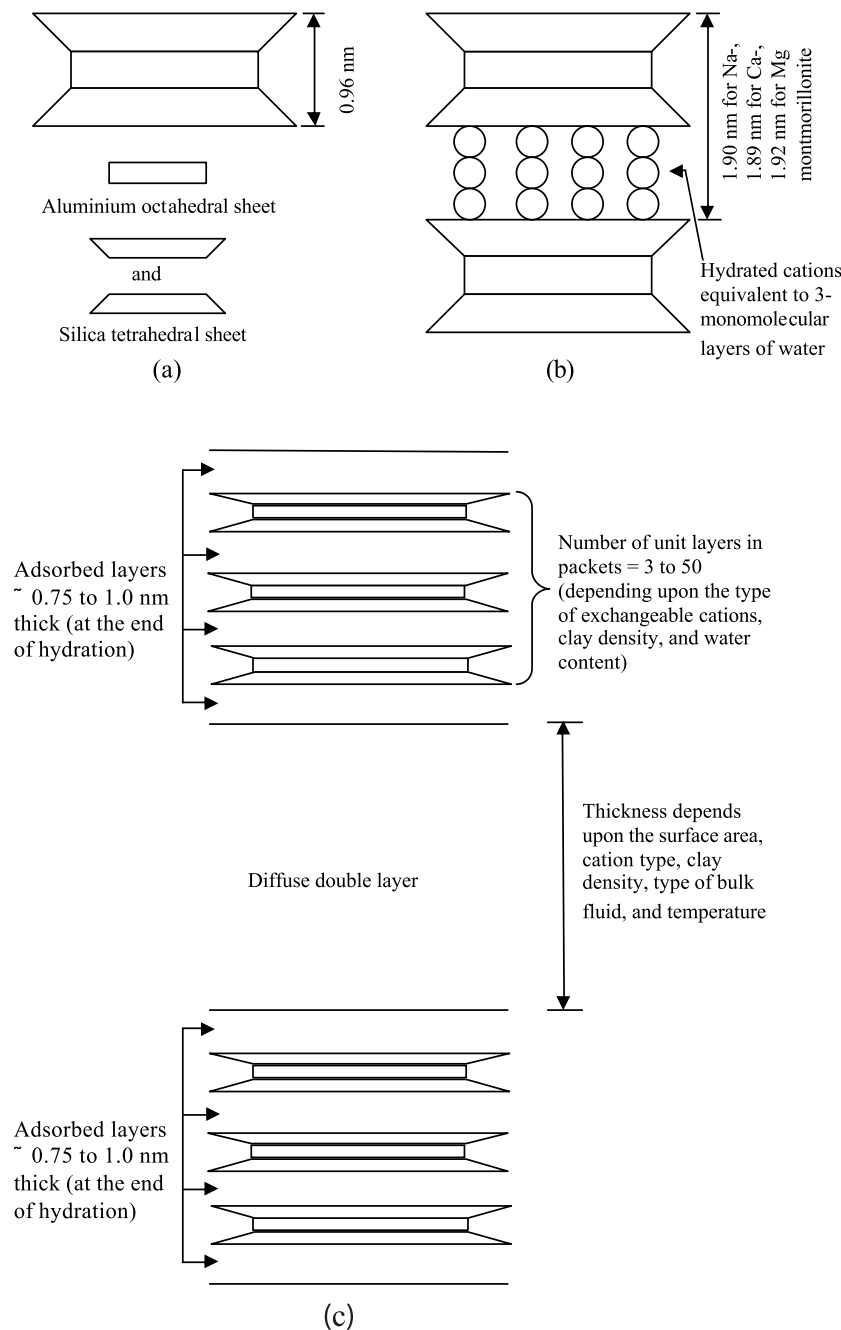 0.96 nm
Aluminium octahedral sheet
and
Silica tetrahedral sheet
(a)
1.90 nm for Na-,
1.89 nm for Ca-,
1.92 nm for Mg
montmorillonite
Hydrated cations
equivalent to 3-
monomolecular
layers of water
(b)
Adsorbed layers
~ 0.75 to 1.0 nm
thick (at the end
of hydration)
Number of unit layers in
packets = 3 to 50
(depending upon the type
of exchangeable cations,
clay density, and water
content)
Diffuse double layer
Thickness depends
upon the surface area,
cation type, clay
density, type of bulk
fluid, and temperature
Adsorbed layers
~ 0.75 to 1.0 nm
thick (at the end
of hydration)
(c)